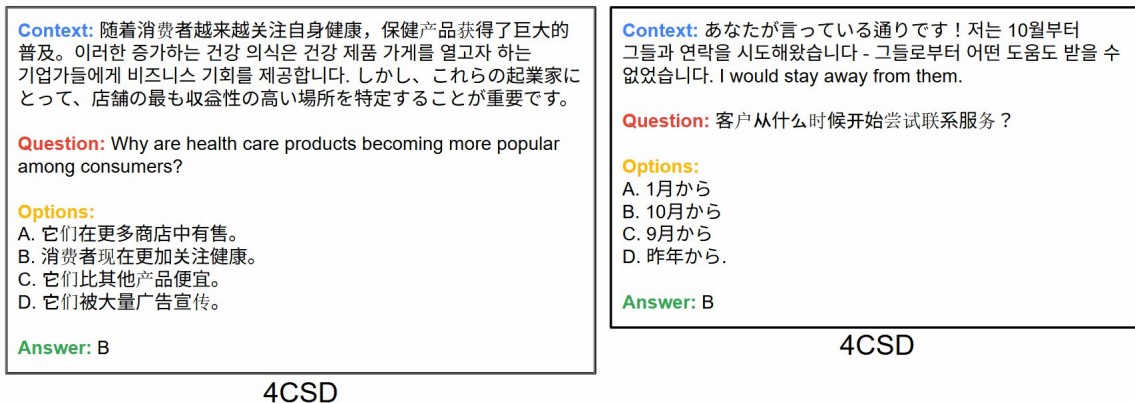 Context: 随着消费者越来越关注自身健康，保健产品获得了巨大的
普及。이러한 증가하는 건강 의식은 건강 제품 가게를 열고자 하는
기업가들에게 비즈니스 기회를 제공합니다. しかし、これらの起業家に
とって、店舗の最も収益性の高い場所を特定することが重要です。
Question: Why are health care products becoming more popular
among consumers?
Options:
A. 它们在更多商店中有售。
B. 消费者现在更加关注健康。
C. 它们比其他产品便宜。
D. 它们被大量广告宣传。
Answer: B
4CSD
Context: あなたが言っている通りです！저는 10월부터
그들과 연락을 시도해왔습니다 - 그들로부터 어떤 도움도 받을 수
없었습니다. I would stay away from them.
Question: 客户从什么时候开始尝试联系服务？
Options:
A. 1月から
B. 10月から
C. 9月から
D. 昨年から.
Answer: B
4CSD